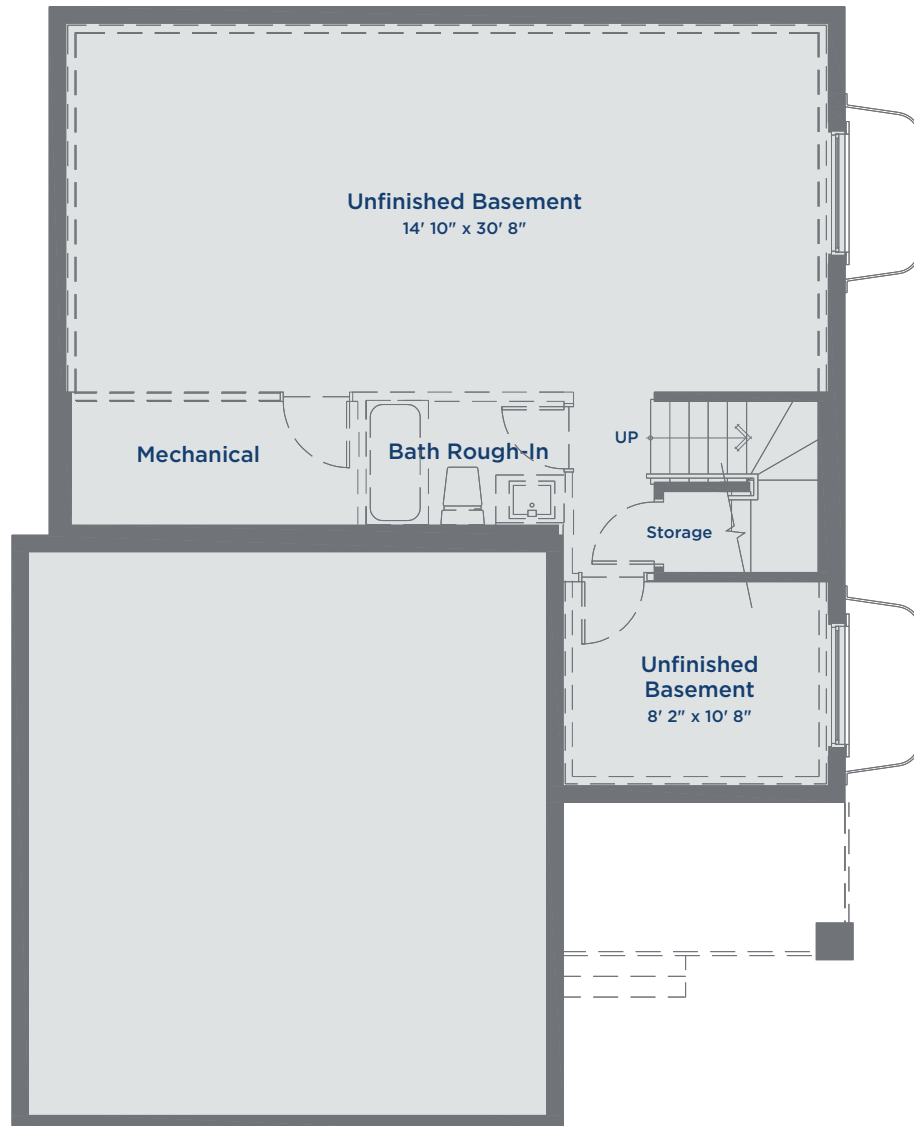 Unfinished Basement
14' 10" x 30' 8"
Mechanical
Bath Rough-In
UP
Storage
Unfinished
Basement
8' 2" x 10' 8"